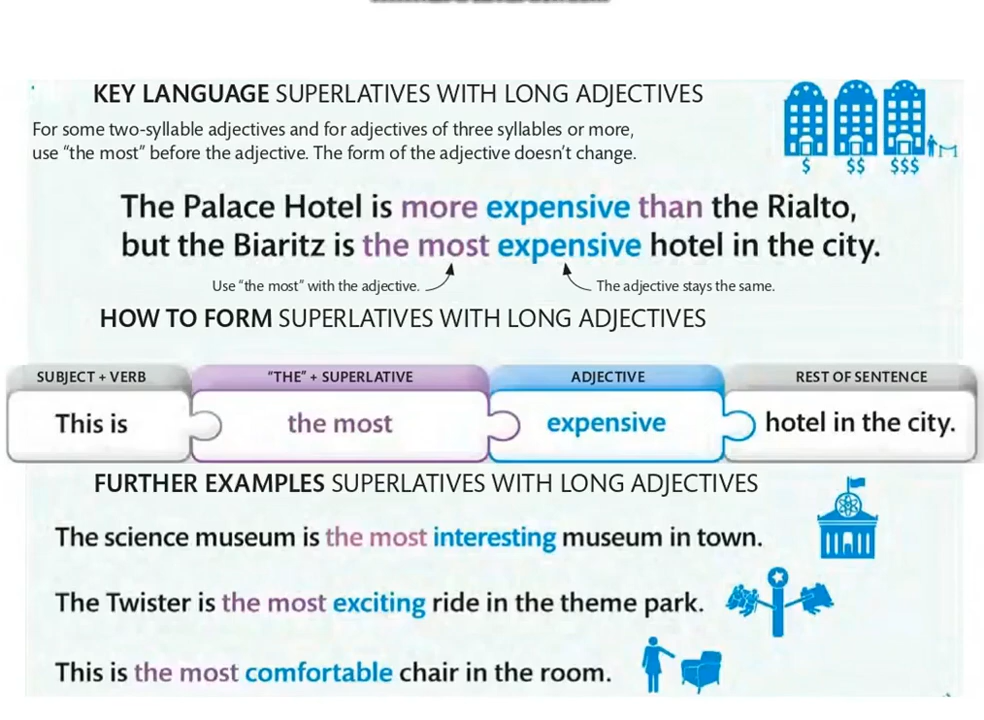 KEY LANGUAGE SUPERLATIVES WITH LONG ADJECTIVES
For some two-syllable adjectives and for adjectives of three syllables or more,
use “the most” before the adjective. The form of the adjective doesn’t change.
$ $$ $$$
The Palace Hotel is more expensive than the Rialto,
but the Biaritz is the most expensive hotel in the city.
Use “the most” with the adjective. The adjective stays the same.
HOW TO FORM SUPERLATIVES WITH LONG ADJECTIVES
SUBJECT + VERB “THE” + SUPERLATIVE ADJECTIVE REST OF SENTENCE
This is the most expensive hotel in the city.
FURTHER EXAMPLES SUPERLATIVES WITH LONG ADJECTIVES
The science museum is the most interesting museum in town.
The Twister is the most exciting ride in the theme park.
This is the most comfortable chair in the room.